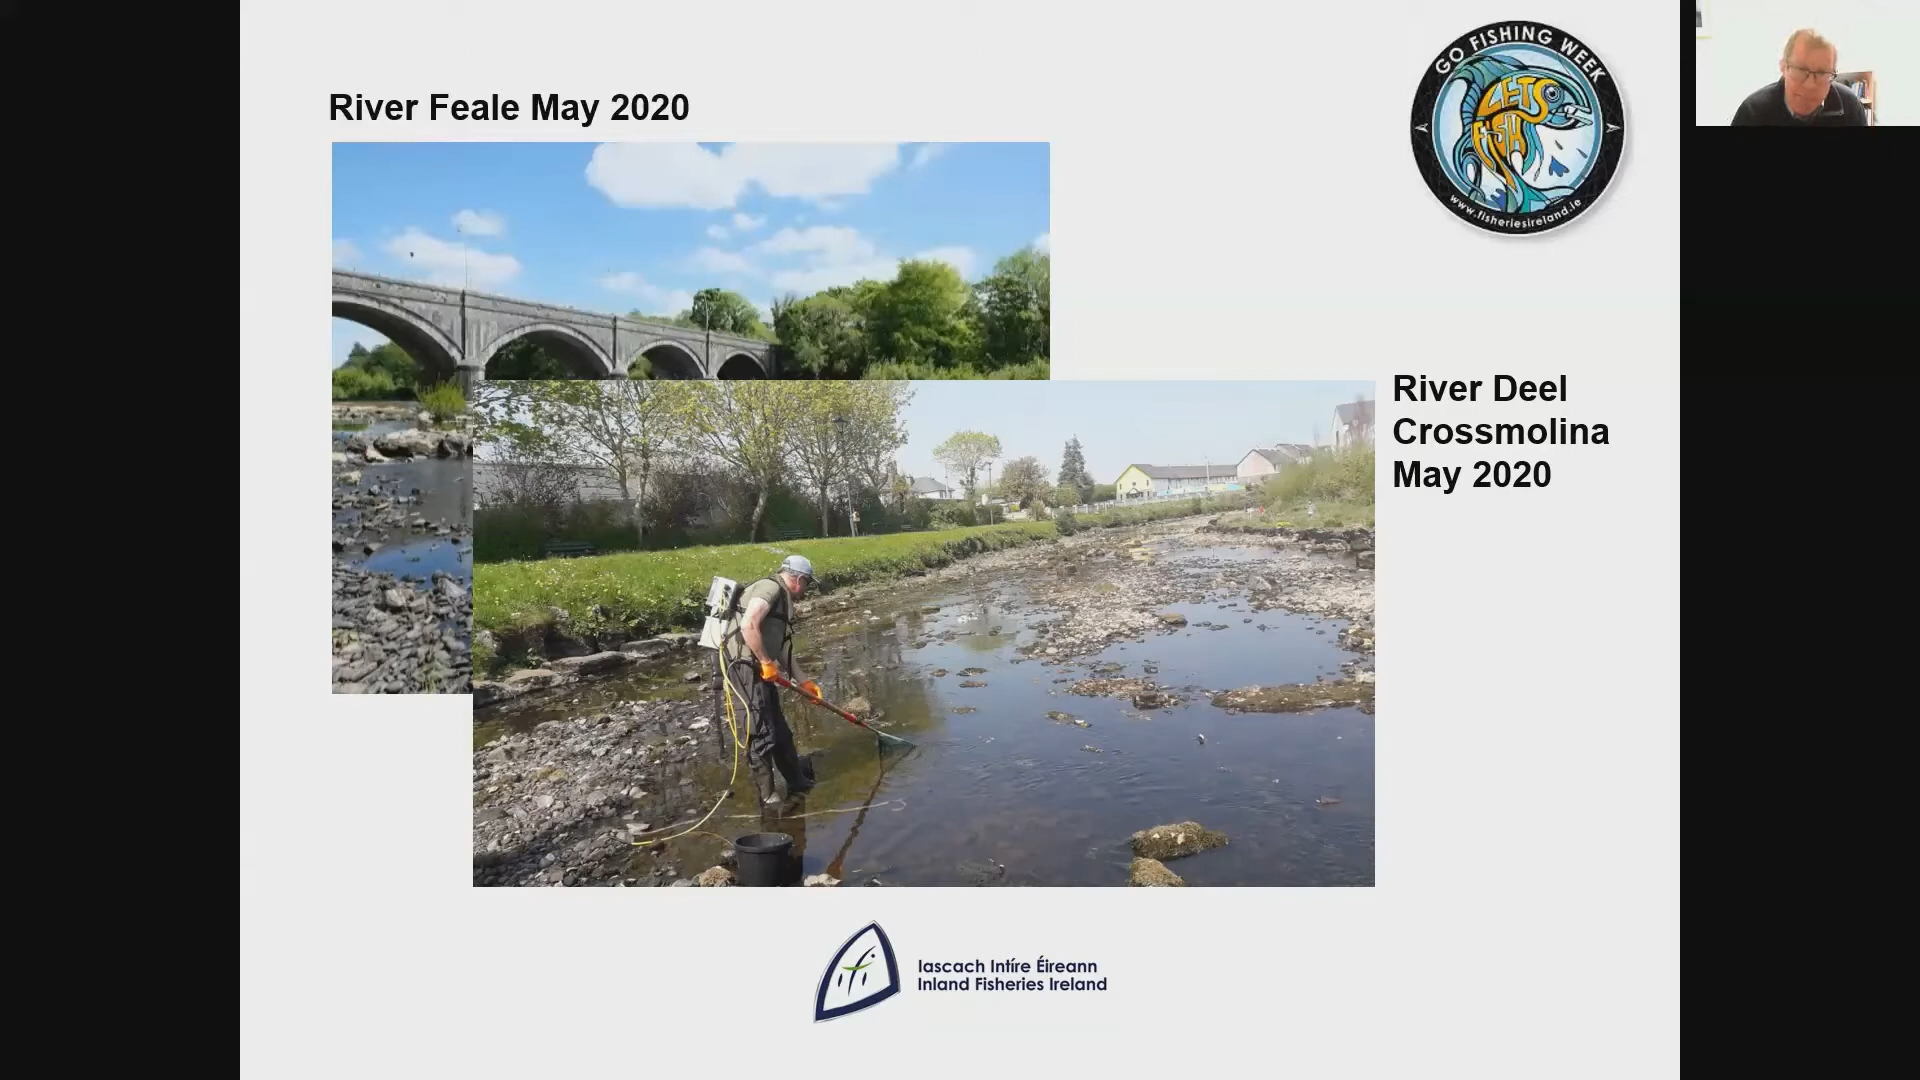 River Feale May 2020
GO FISHING WEEK
LETS
FISH
www.fisheriesireland.ie
River Deel
Crossmolina
May 2020
ifi
Iascach Intíre Éireann
Inland Fisheries Ireland